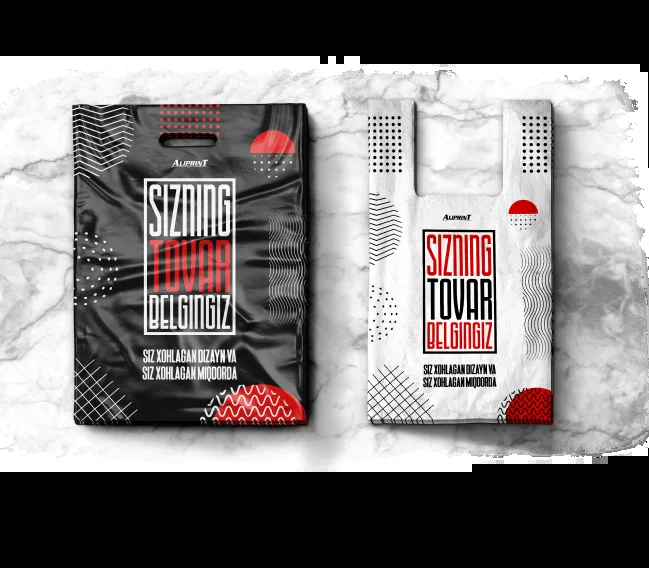 ALIPRINT
SIZNING
TOVAR
BELGINGIZ
SIZ XOHLAGAN DIZAYN VA
SIZ XOHLAGAN MIQDORDA
ALIPRINT
SIZNING
TOVAR
BELGINGIZ
SIZ XOHLAGAN DIZAYN VA
SIZ XOHLAGAN MIQDORDA